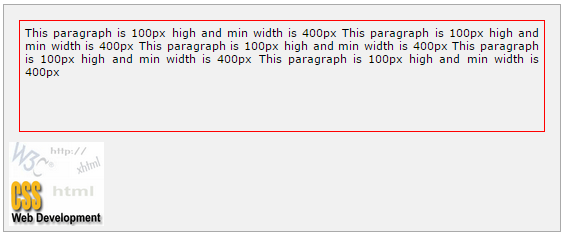 This paragraph is 100px high and min width is 400px This paragraph is 100px high and
min width is 400px This paragraph is 100px high and min width is 400px This paragraph
is 100px high and min width is 400px This paragraph is 100px high and min width is
400px
W3C®
http://
xhtml
CSS
html
Web Development